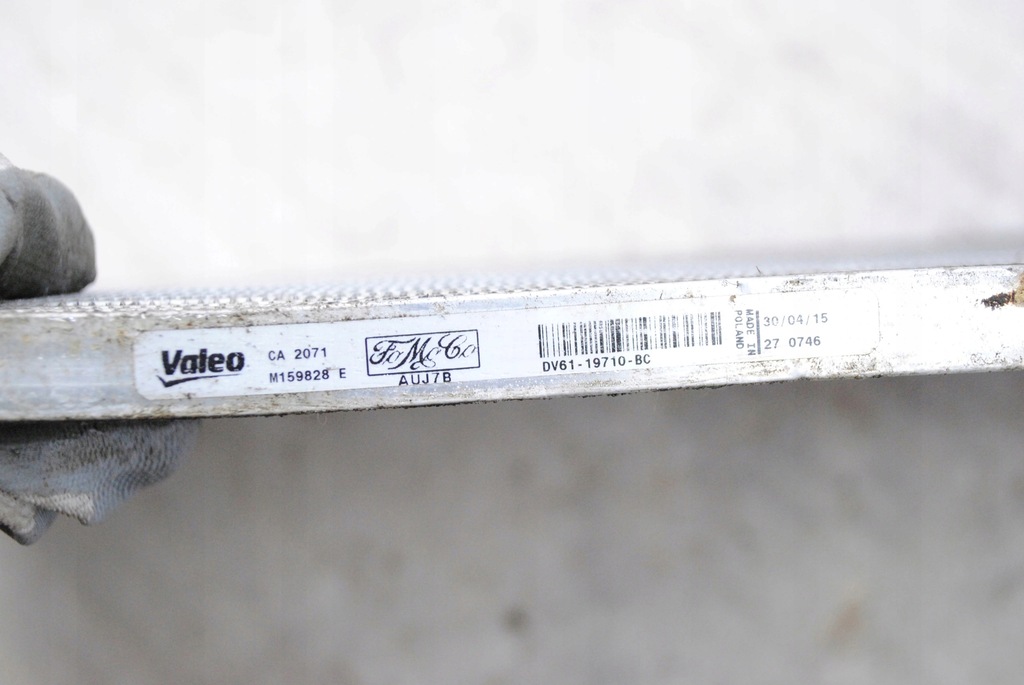 Valeo
CA 2071
M159828 E
FoMoCo
AUJ7B
DV61-19710-BC
MADE IN
POLAND
30/04/15
27 0746